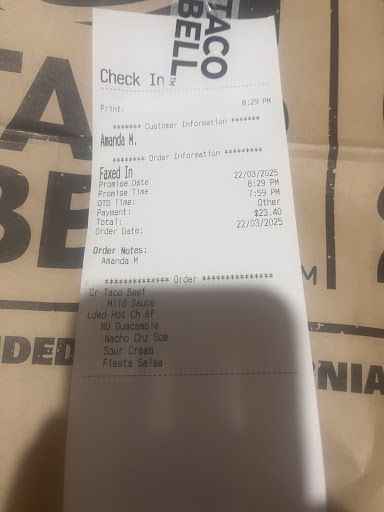 TACO
BELL™
Check In
Print: 8:29 PM
******* Customer Information *******
Amanda M.
******** Order Information *********
Faxed In
Promise Date 22/03/2025
Promise Time 8:29 PM
OTD Time: 7:59 PM
Payment: Other
Total: $23.40
Order Date: 22/03/2025
Order Notes:
Amanda M
************** Order ***************
Cr Taco Beef
Mild Sauce
Lded Hot Ch Bf
NO Guacamole
Nacho Chz Sce
Sour Cream
Fiesta Salsa